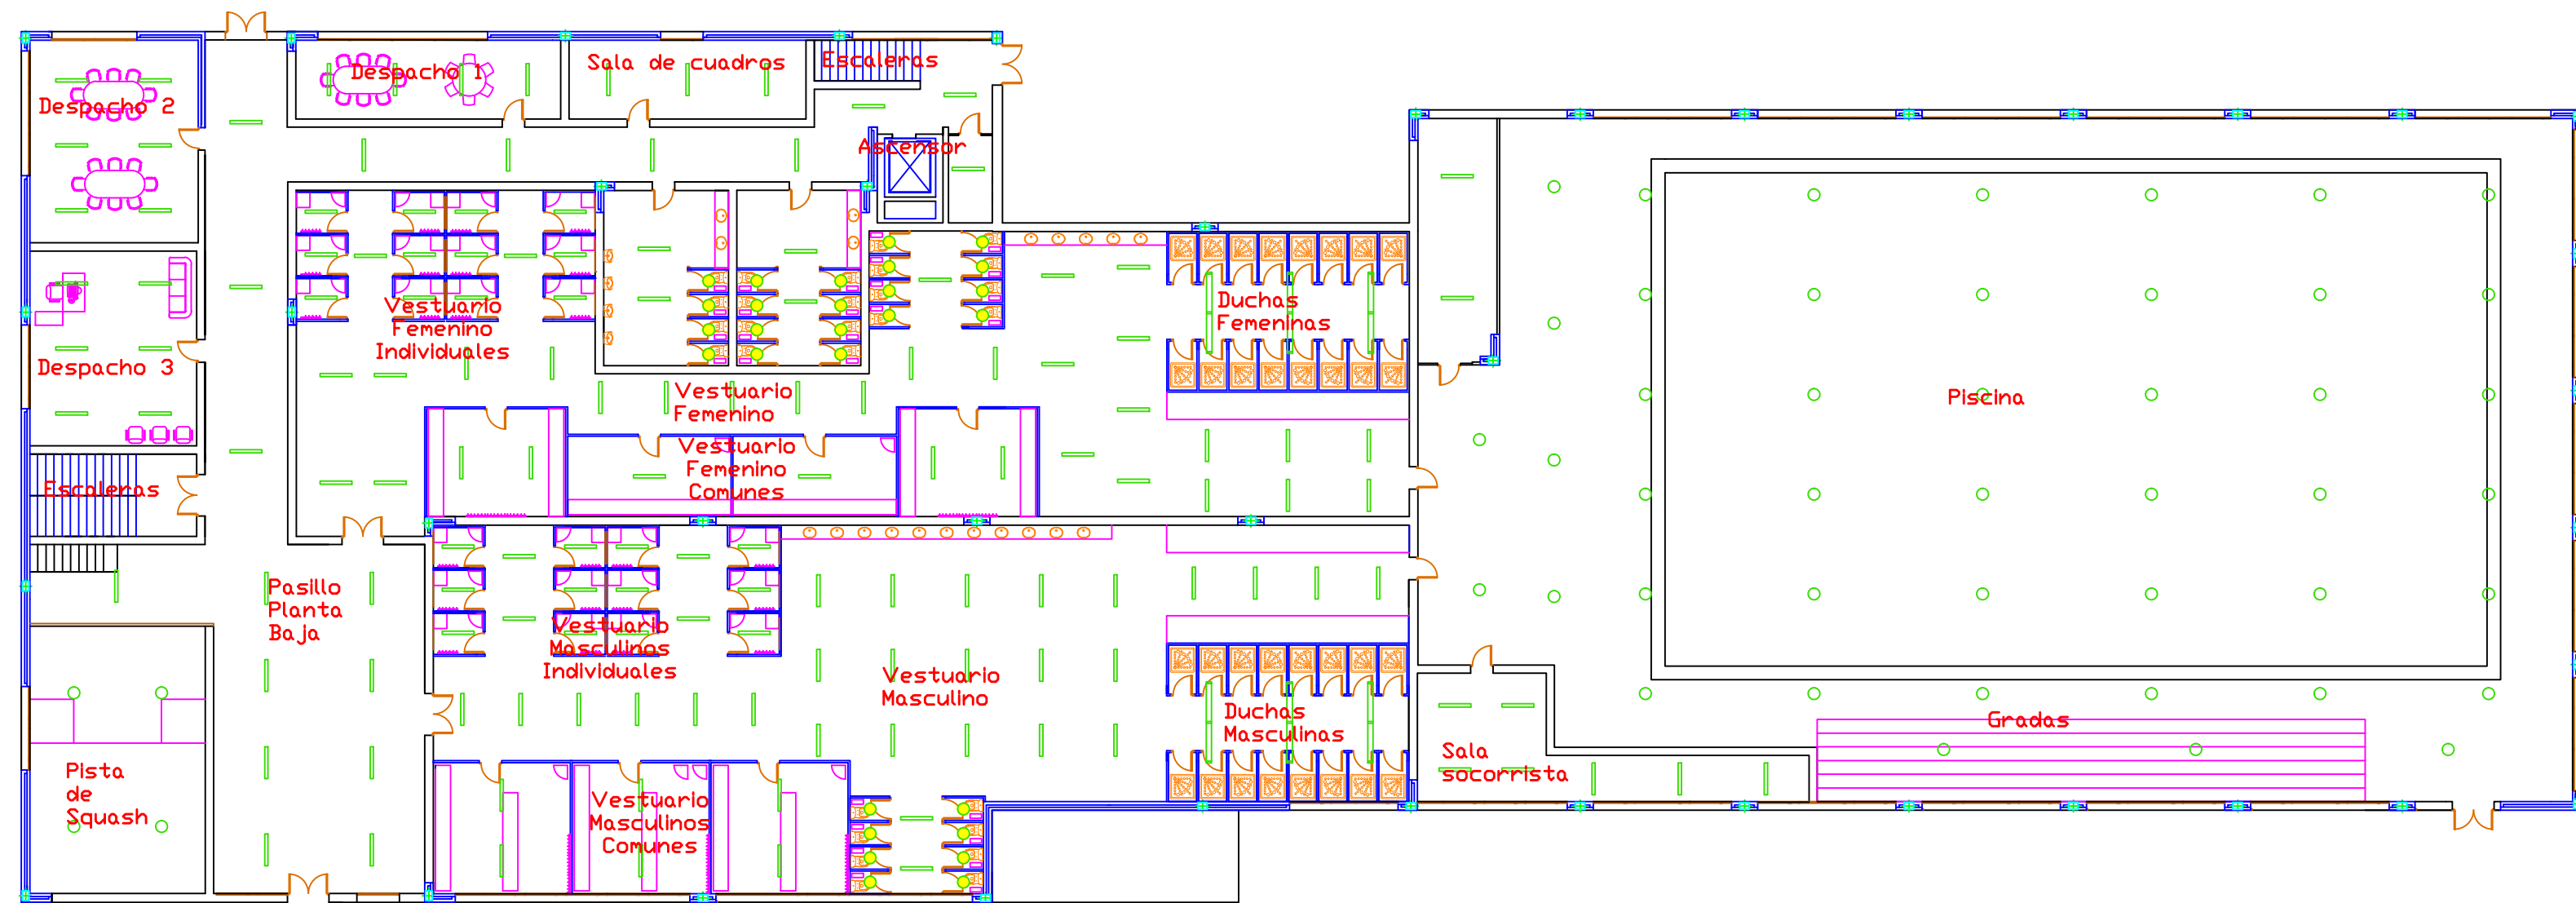 Despacho 2
Despacho 1
Sala de cuadros
Escaleras
Ascensor
Vestuario
Femenino
Individuales
Duchas
Femeninas
Despacho 3
Vestuario
Femenino
Piscina
Vestuario
Femenino
Comunes
Escaleras
Pasillo
Planta
Baja
Vestuario
Masculinos
Individuales
Vestuario
Masculino
Duchas
Masculinas
Gradas
Sala
socorrista
Pista
de
Squash
Vestuario
Masculinos
Comunes